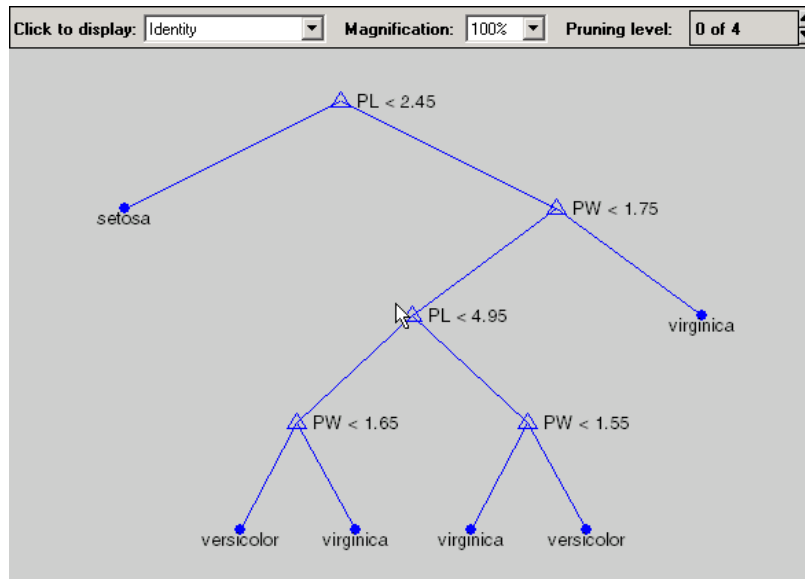 Click to display: Identity Magnification: 100% Pruning level: 0 of 4
PL < 2.45
setosa
PW < 1.75
PL < 4.95
virginica
PW < 1.65
PW < 1.55
versicolor
virginica
virginica
versicolor